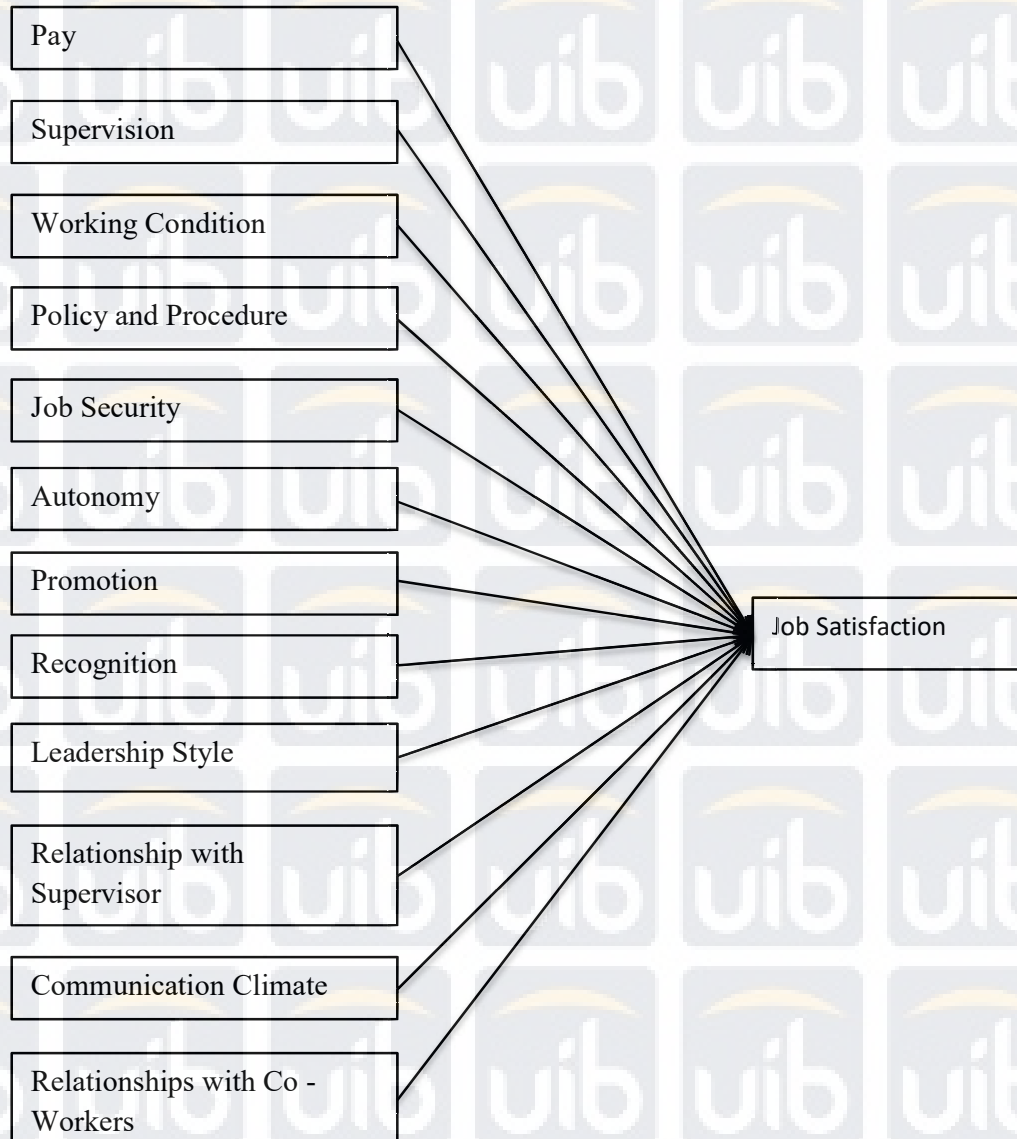 Pay
Supervision
Working Condition
Policy and Procedure
Job Security
Autonomy
Promotion
Recognition
Leadership Style
Relationship with
Supervisor
Communication Climate
Relationships with Co -
Workers
Job Satisfaction
uib